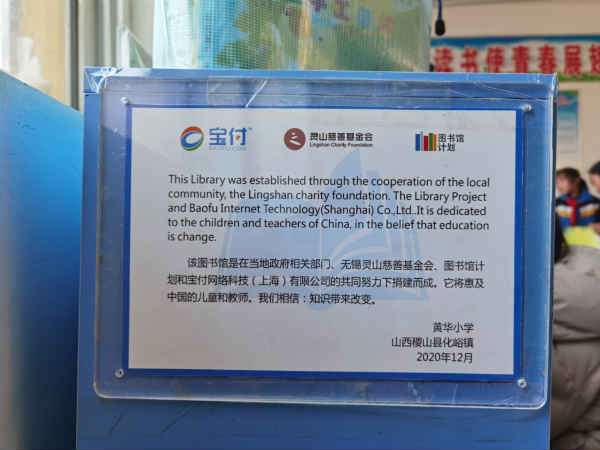 读书使青春展翅
宝付
灵山慈善基金会
Lingshan Charity Foundation
图书馆
计划
This Library was established through the cooperation of the local
community, the Lingshan charity foundation. The Library Project
and Baofu Internet Technology(Shanghai) Co.,Ltd..It is dedicated
to the children and teachers of China, in the belief that education
is change.
该图书馆是在当地政府相关部门、无锡灵山慈善基金会、图书馆计
划和宝付网络科技（上海）有限公司的共同努力下捐建而成。它将惠及
中国的儿童和教师。我们相信：知识带来改变。
黄华小学
山西稷山县化峪镇
2020年12月